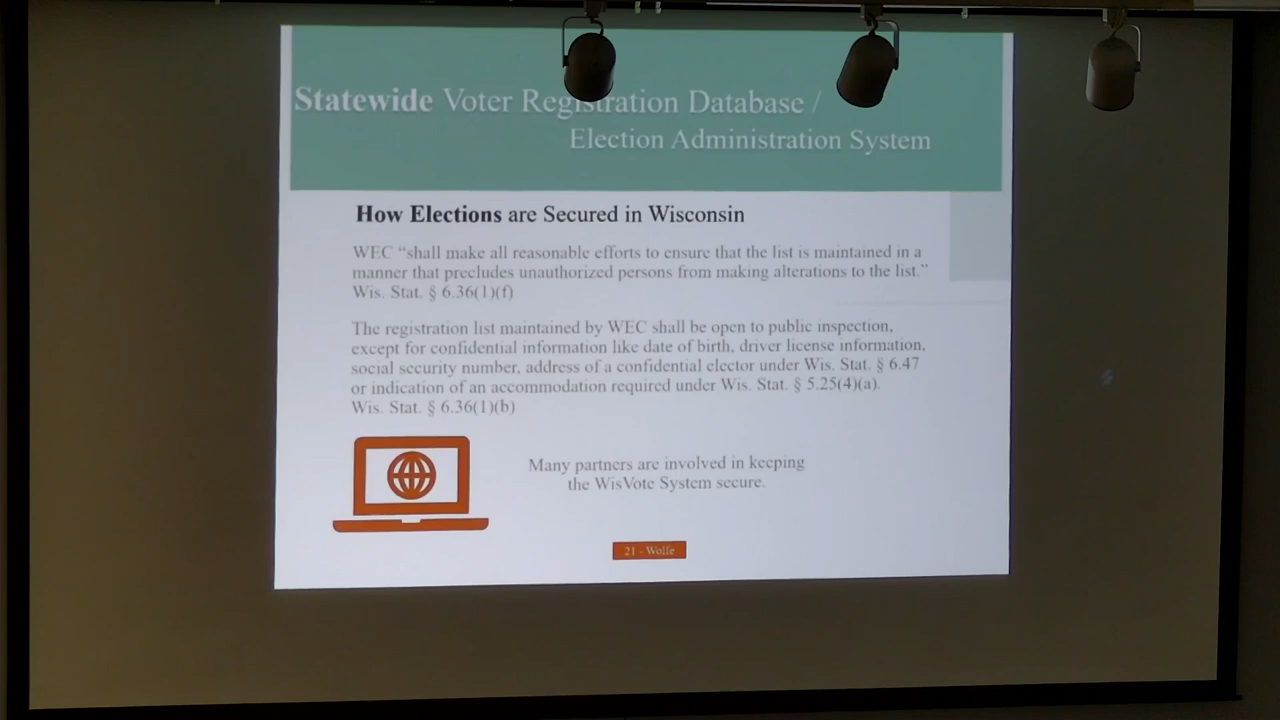 Statewide Voter Registration Database /
Election Administration System
How Elections are Secured in Wisconsin
WEC “shall make all reasonable efforts to ensure that the list is maintained in a
manner that precludes unauthorized persons from making alterations to the list.”
Wis. Stat. § 6.36(1)(f)
The registration list maintained by WEC shall be open to public inspection,
except for confidential information like date of birth, driver license information,
social security number, address of a confidential elector under Wis. Stat. § 6.47
or indication of an accommodation required under Wis. Stat. § 5.25(4)(a).
Wis. Stat. § 6.36(1)(b)
Many partners are involved in keeping
the WisVote System secure.
21 - Wolfe